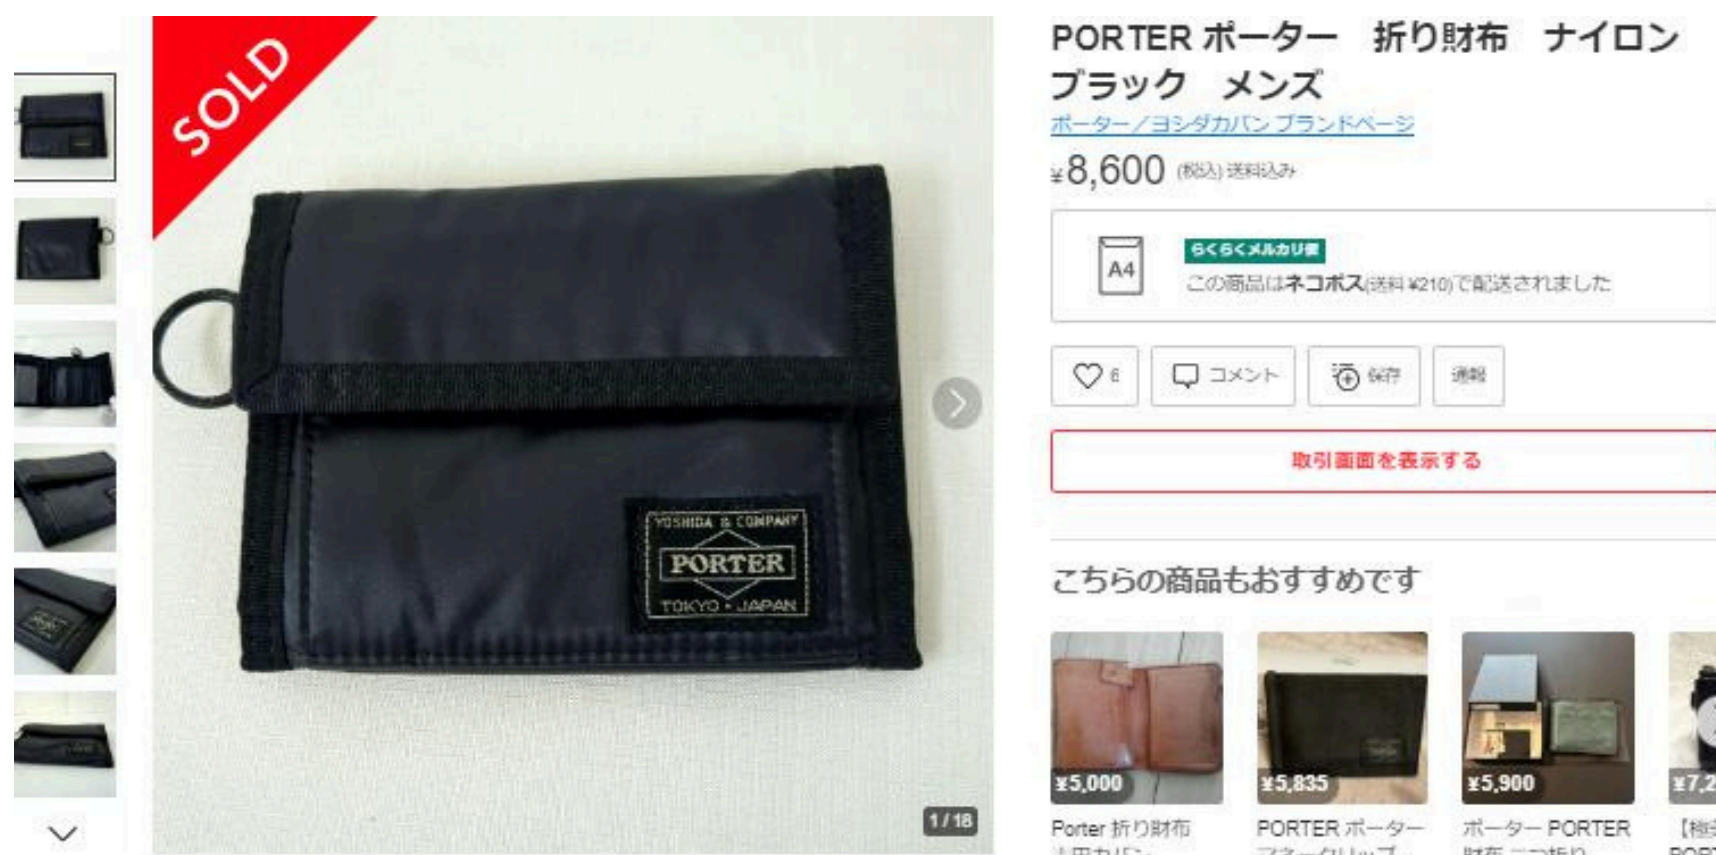 SOLD
YOSHIDA & COMPANY
PORTER
TOKYO・JAPAN
1 / 18
PORTER ポーター　折り財布　ナイロン
ブラック　メンズ
ポーター／ヨシダカバン ブランドページ
¥8,600 (税込) 送料込み
A4
らくらくメルカリ便
この商品はネコポス(送料 ¥210)で配送されました
6
コメント
保存
通報
取引画面を表示する
こちらの商品もおすすめです
¥5,000
¥5,835
¥5,900
¥7,2
Porter 折り財布
PORTER ポーター
ポーター PORTER